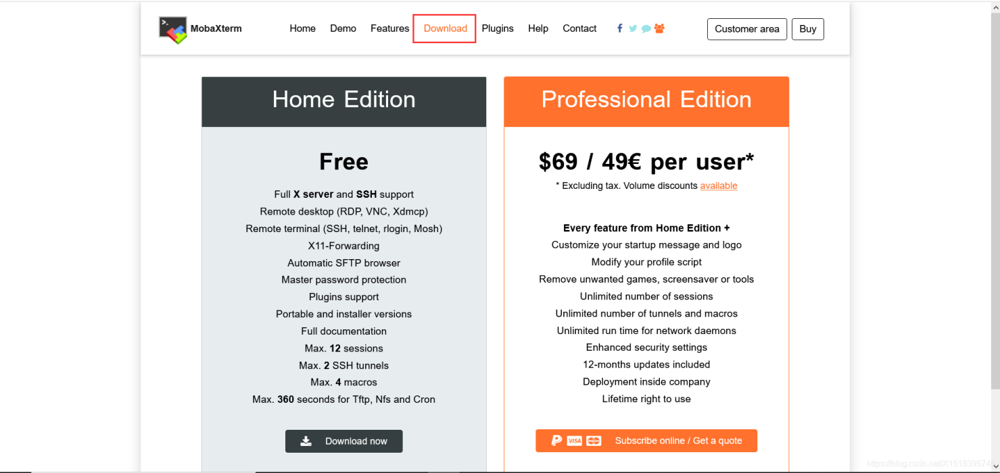 MobaXterm Home Demo Features Download Plugins Help Contact Customer area Buy
Home Edition
Free
Full X server and SSH support
Remote desktop (RDP, VNC, Xdmcp)
Remote terminal (SSH, telnet, rlogin, Mosh)
X11-Forwarding
Automatic SFTP browser
Master password protection
Plugins support
Portable and installer versions
Full documentation
Max. 12 sessions
Max. 2 SSH tunnels
Max. 4 macros
Max. 360 seconds for Tftp, Nfs and Cron
Download now
Professional Edition
$69 / 49€ per user*
* Excluding tax. Volume discounts available
Every feature from Home Edition +
Customize your startup message and logo
Modify your profile script
Remove unwanted games, screensaver or tools
Unlimited number of sessions
Unlimited number of tunnels and macros
Unlimited run time for network daemons
Enhanced security settings
12-months updates included
Deployment inside company
Lifetime right to use
VISA Subscribe online / Get a quote